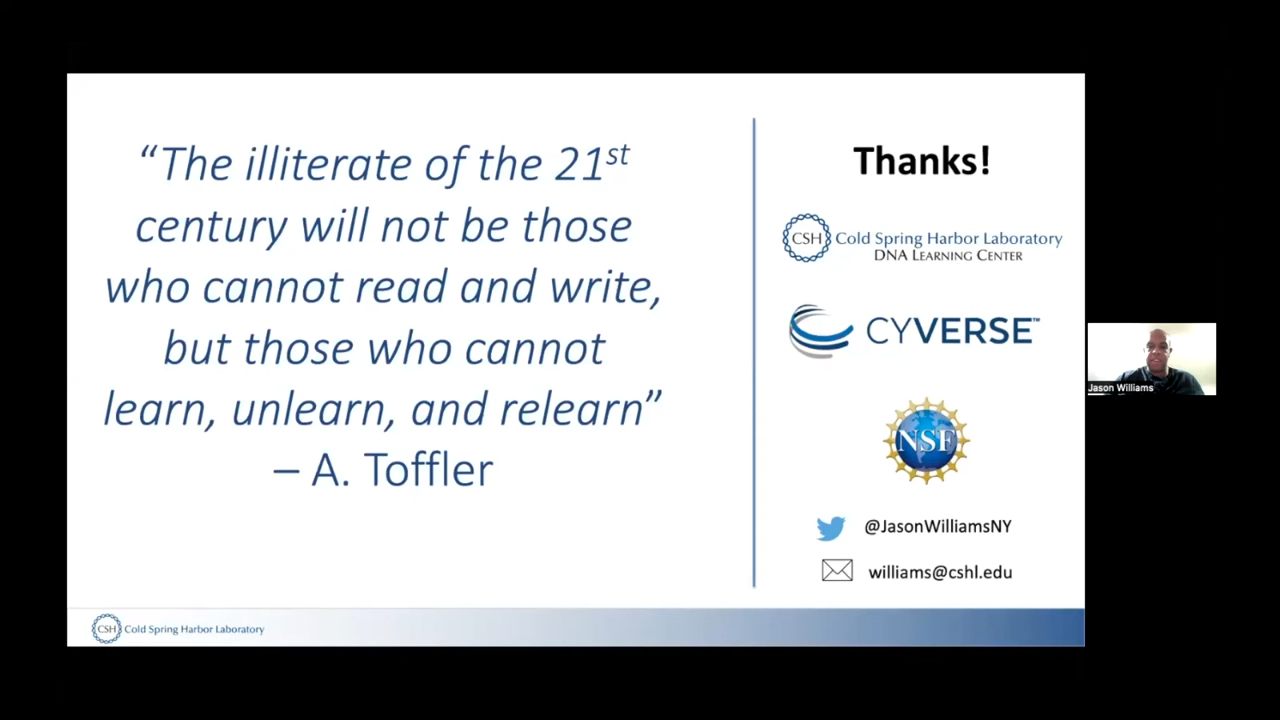 “The illiterate of the 21st
century will not be those
who cannot read and write,
but those who cannot
learn, unlearn, and relearn”
– A. Toffler
Thanks!
CSH Cold Spring Harbor Laboratory
DNA LEARNING CENTER
CYVERSE™
NSF
@JasonWilliamsNY
williams@cshl.edu
Jason Williams
CSH Cold Spring Harbor Laboratory